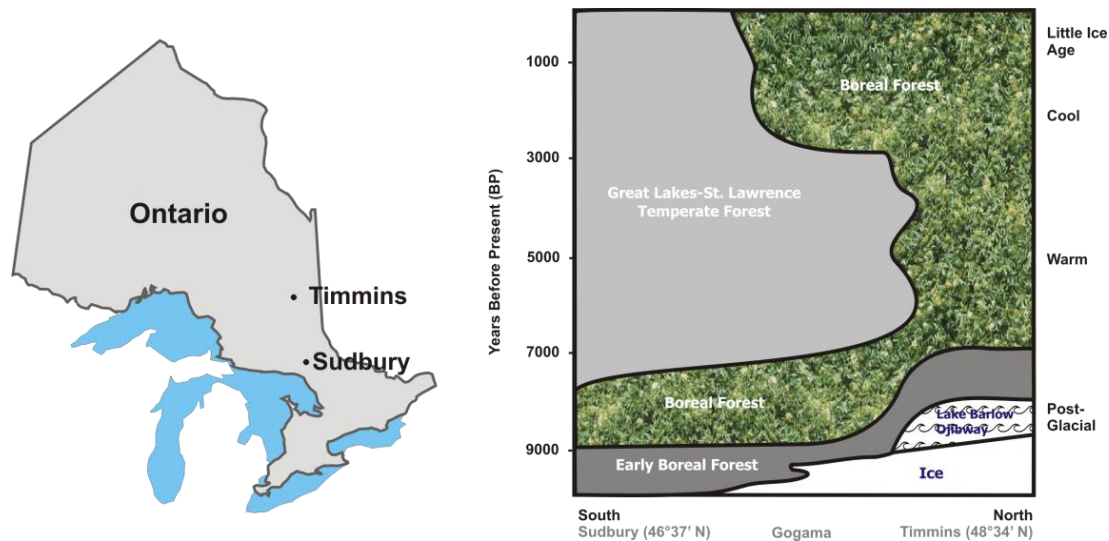 Ontario
Timmins
Sudbury
Years Before Present (BP)
1000
3000
5000
7000
9000
Boreal Forest
Great Lakes-St. Lawrence
Temperate Forest
Boreal Forest
Early Boreal Forest
Lake Barlow
Ojibway
Ice
Little Ice
Age
Cool
Warm
Post-
Glacial
South
North
Sudbury (46°37' N)
Gogama
Timmins (48°34' N)